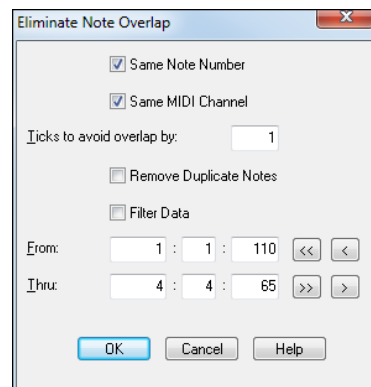 Eliminate Note Overlap
Same Note Number
Same MIDI Channel
Ticks to avoid overlap by: 1
Remove Duplicate Notes
Filter Data
From: 1 : 1 : 110 << <
Thru: 4 : 4 : 65 >> >
OK Cancel Help